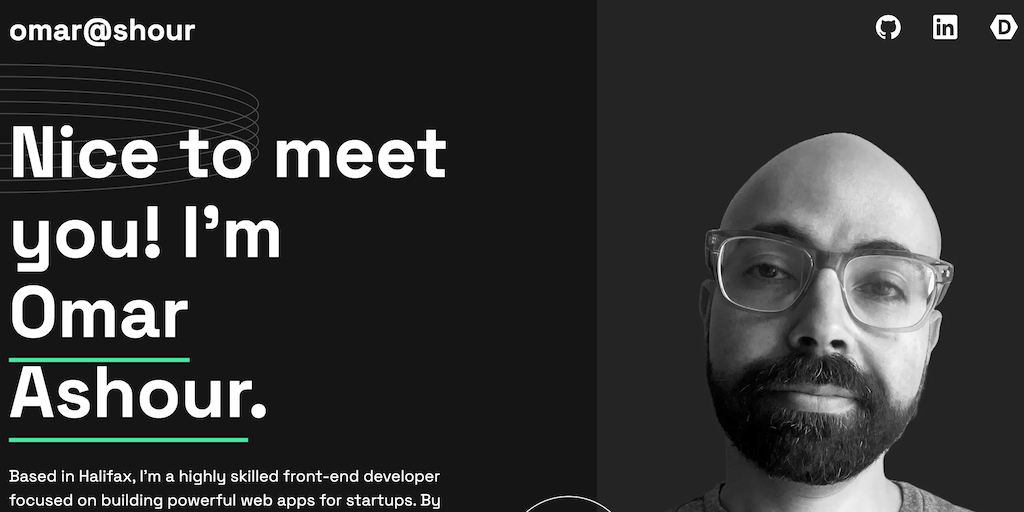 omar@shour
D
Nice to meet
you! I’m
Omar
Ashour.
Based in Halifax, I’m a highly skilled front-end developer
focused on building powerful web apps for startups. By